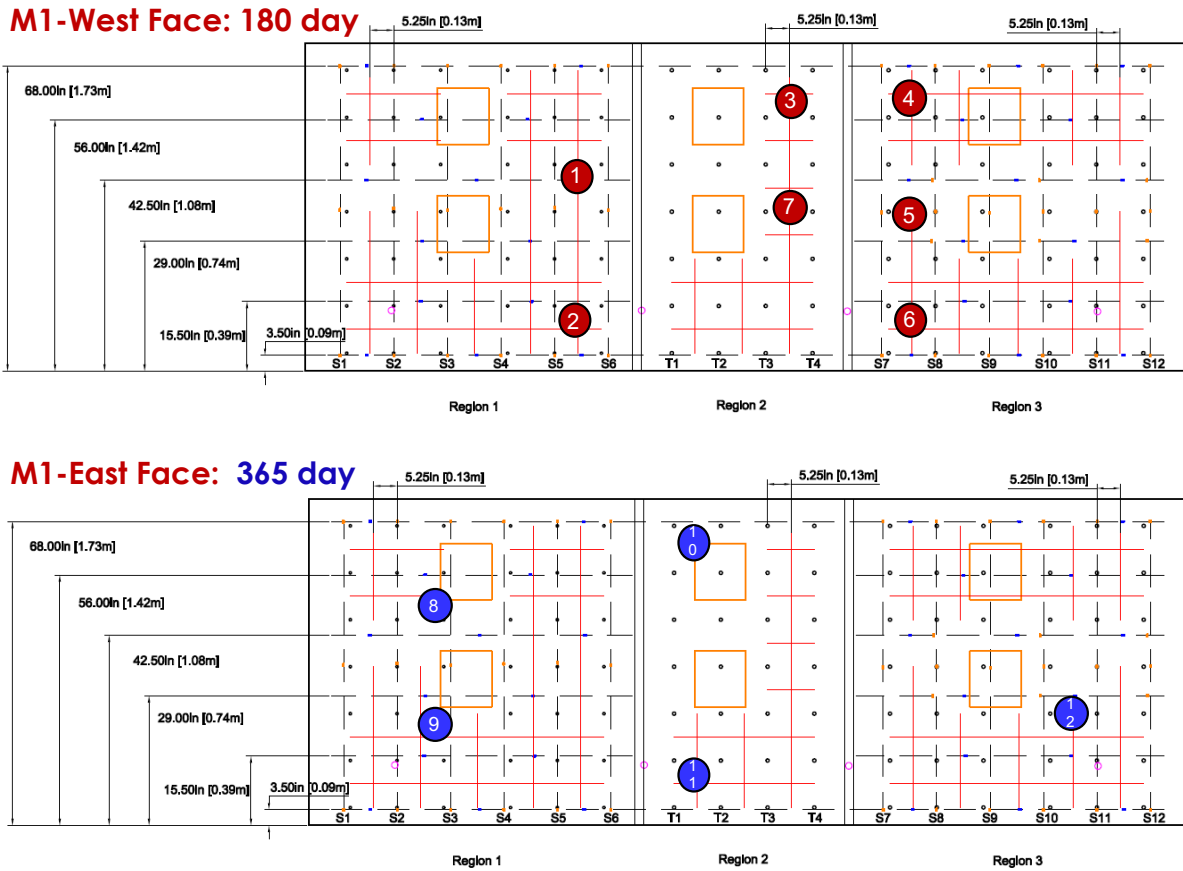 M1-West Face: 180 day
5.25in [0.13m]
5.25in [0.13m]
5.25in [0.13m]
68.00in [1.73m]
56.00in [1.42m]
42.50in [1.08m]
29.00in [0.74m]
15.50in [0.39m]
3.50in [0.09m]
1
2
3
7
4
5
6
S1 S2 S3 S4 S5 S6 T1 T2 T3 T4 S7 S8 S9 S10 S11 S12
Region 1 Region 2 Region 3
M1-East Face: 365 day
5.25in [0.13m]
5.25in [0.13m]
5.25in [0.13m]
68.00in [1.73m]
56.00in [1.42m]
42.50in [1.08m]
29.00in [0.74m]
15.50in [0.39m]
3.50in [0.09m]
8
9
10
11
12
S1 S2 S3 S4 S5 S6 T1 T2 T3 T4 S7 S8 S9 S10 S11 S12
Region 1 Region 2 Region 3